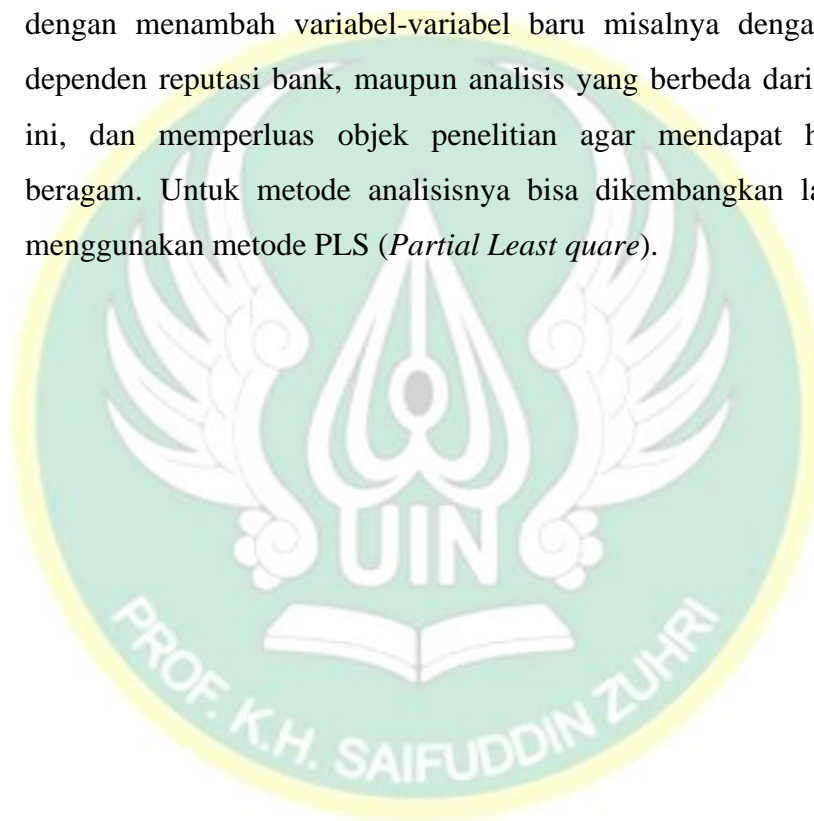 dengan menambah variabel-variabel baru misalnya denga
dependen reputasi bank, maupun analisis yang berbeda dari
ini, dan memperluas objek penelitian agar mendapat h
beragam. Untuk metode analisisnya bisa dikembangkan la
menggunakan metode PLS (Partial Least quare).
UIN
PROF. K.H. SAIFUDDIN ZUHRI